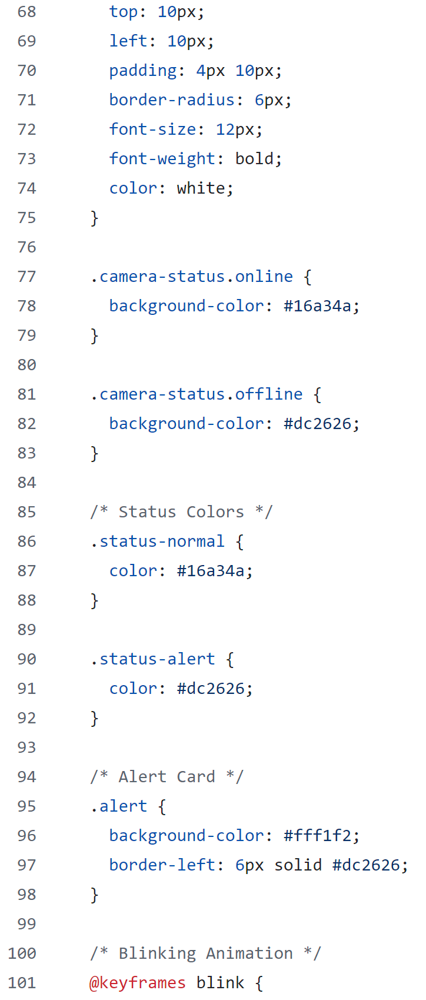 68 top: 10px;
69 left: 10px;
70 padding: 4px 10px;
71 border-radius: 6px;
72 font-size: 12px;
73 font-weight: bold;
74 color: white;
75 }
76
77 .camera-status.online {
78 background-color: #16a34a;
79 }
80
81 .camera-status.offline {
82 background-color: #dc2626;
83 }
84
85 /* Status Colors */
86 .status-normal {
87 color: #16a34a;
88 }
89
90 .status-alert {
91 color: #dc2626;
92 }
93
94 /* Alert Card */
95 .alert {
96 background-color: #fff1f2;
97 border-left: 6px solid #dc2626;
98 }
99
100 /* Blinking Animation */
101 @keyframes blink {